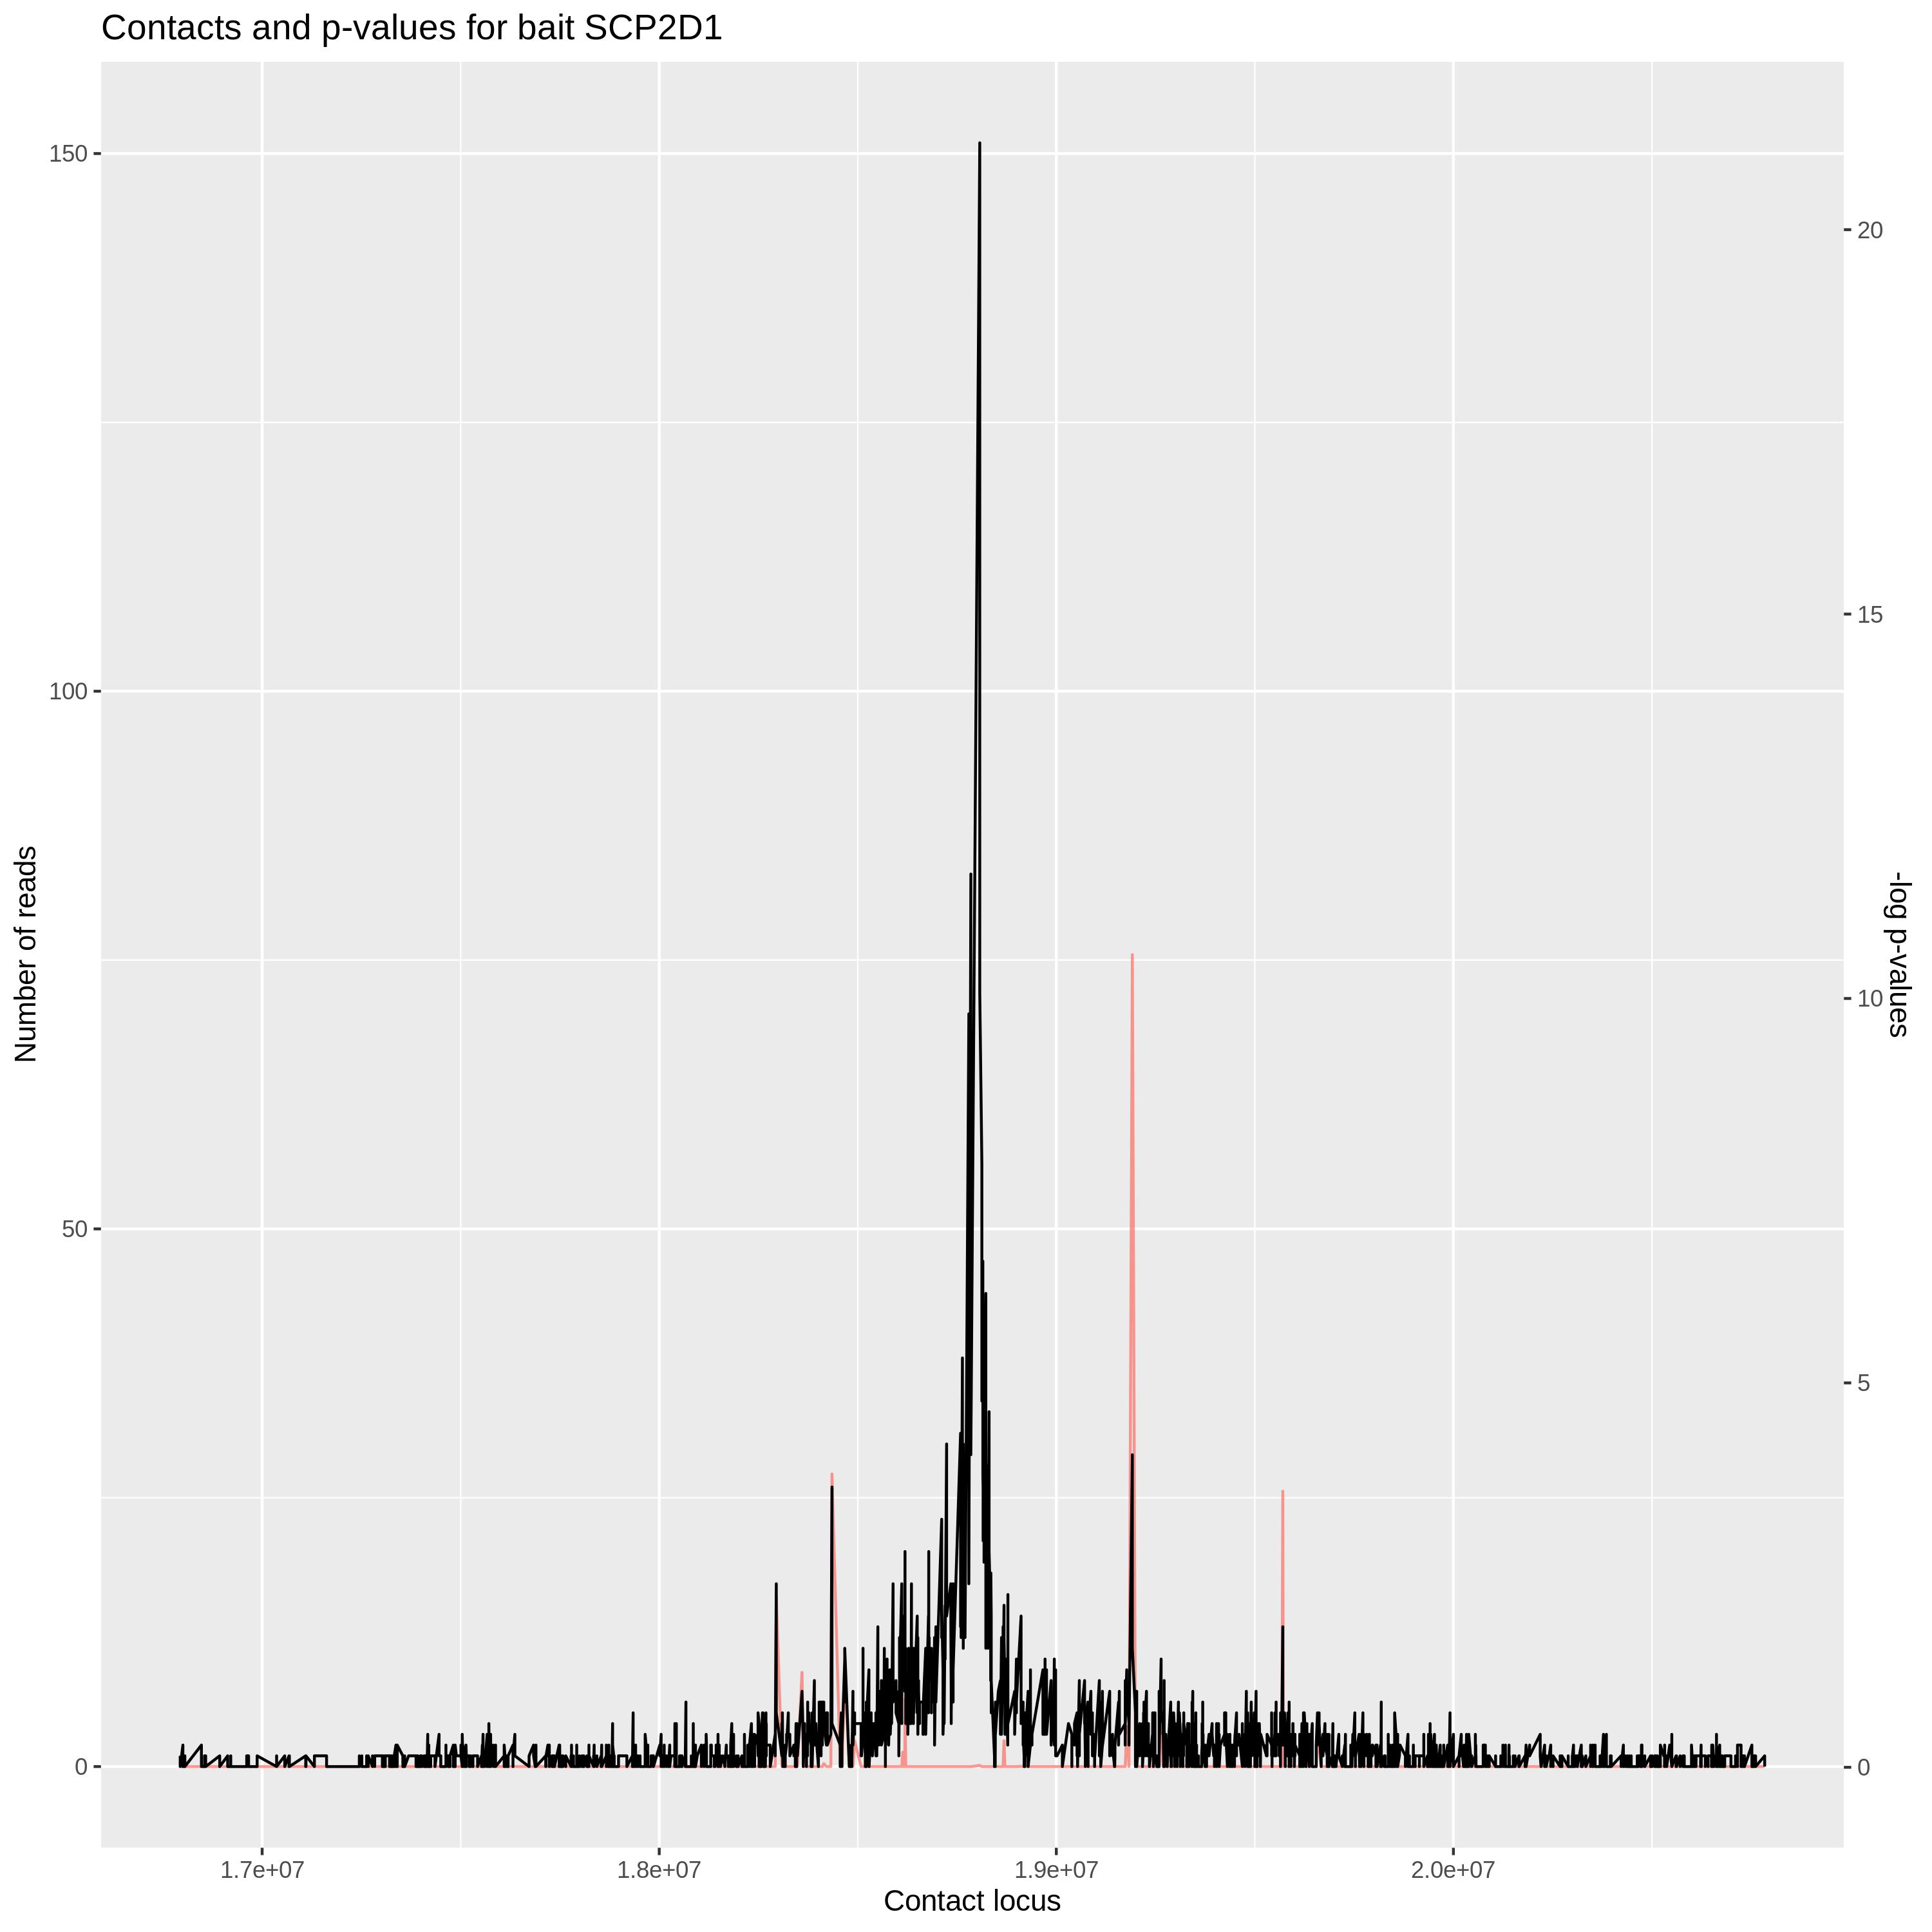 Contacts and p-values for bait SCP2D1
150
100
50
0
Number of reads
20
15
10
5
0
-log p-values
1.7e+07
1.8e+07
1.9e+07
2.0e+07
Contact locus